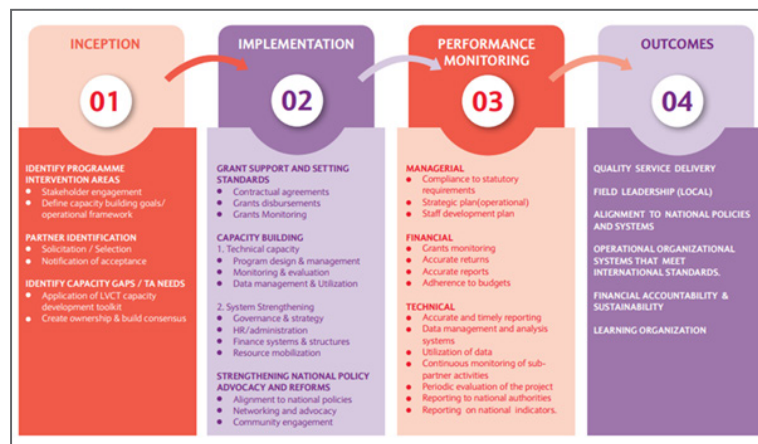 INCEPTION
01
IDENTIFY PROGRAMME
INTERVENTION AREAS
Stakeholder engagement
Define capacity building goals/
operational framework
PARTNER IDENTIFICATION
Solicitation / Selection
Notification of acceptance
IDENTIFY CAPACITY GAPS / TA NEEDS
Application of LVCT capacity
development toolkit
Create ownership & build consensus
IMPLEMENTATION
02
GRANT SUPPORT AND SETTING
STANDARDS
Contractual agreements
Grants disbursements
Grants Monitoring
CAPACITY BUILDING
1. Technical capacity
Program design & management
Monitoring & evaluation
Data management & Utilization
2. System Strengthening
Governance & strategy
HR/administration
Finance systems & structures
Resource mobilization
STRENGTHENING NATIONAL POLICY
ADVOCACY AND REFORMS
Alignment to national policies
Networking and advocacy
Community engagement
PERFORMANCE
MONITORING
03
MANAGERIAL
Compliance to statutory
requirements
Strategic plan(operational)
Staff development plan
FINANCIAL
Grants monitoring
Accurate returns
Accurate reports
Adherence to budgets
TECHNICAL
Accurate and timely reporting
Data management and analysis
systems
Utilization of data
Continuous monitoring of sub-
partner activities
Periodic evaluation of the project
Reporting to national authorities
Reporting on national indicators.
OUTCOMES
04
QUALITY SERVICE DELIVERY
FIELD LEADERSHIP (LOCAL)
ALIGNMENT TO NATIONAL POLICIES
AND SYSTEMS
OPERATIONAL ORGANIZATIONAL
SYSTEMS THAT MEET
INTERNATIONAL STANDARDS.
FINANCIAL ACCOUNTABILITY &
SUSTAINABILITY
LEARNING ORGANIZATION